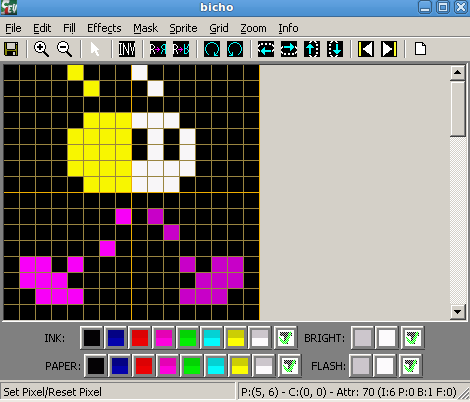 bicho
File Edit Fill Effects Mask Sprite Grid Zoom Info
INV
INK: BRIGHT:
PAPER: FLASH:
Set Pixel/Reset Pixel P:(5, 6) - C:(0, 0) - Attr: 70 (I:6 P:0 B:1 F:0)